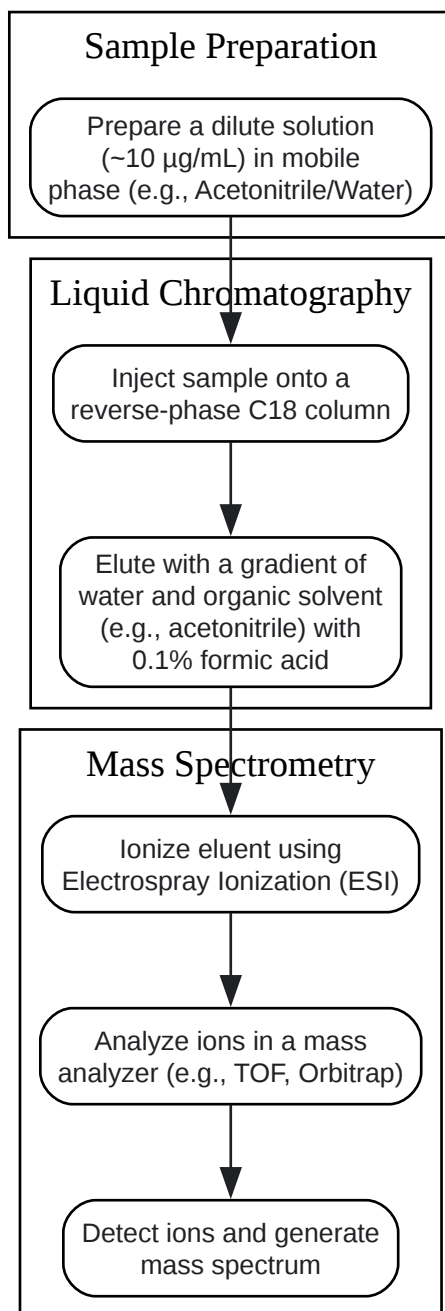 Sample Preparation
Prepare a dilute solution
(~10 µg/mL) in mobile
phase (e.g., Acetonitrile/Water)
Liquid Chromatography
Inject sample onto a
reverse-phase C18 column
Elute with a gradient of
water and organic solvent
(e.g., acetonitrile) with
0.1% formic acid
Mass Spectrometry
Ionize eluent using
Electrospray Ionization (ESI)
Analyze ions in a mass
analyzer (e.g., TOF, Orbitrap)
Detect ions and generate
mass spectrum